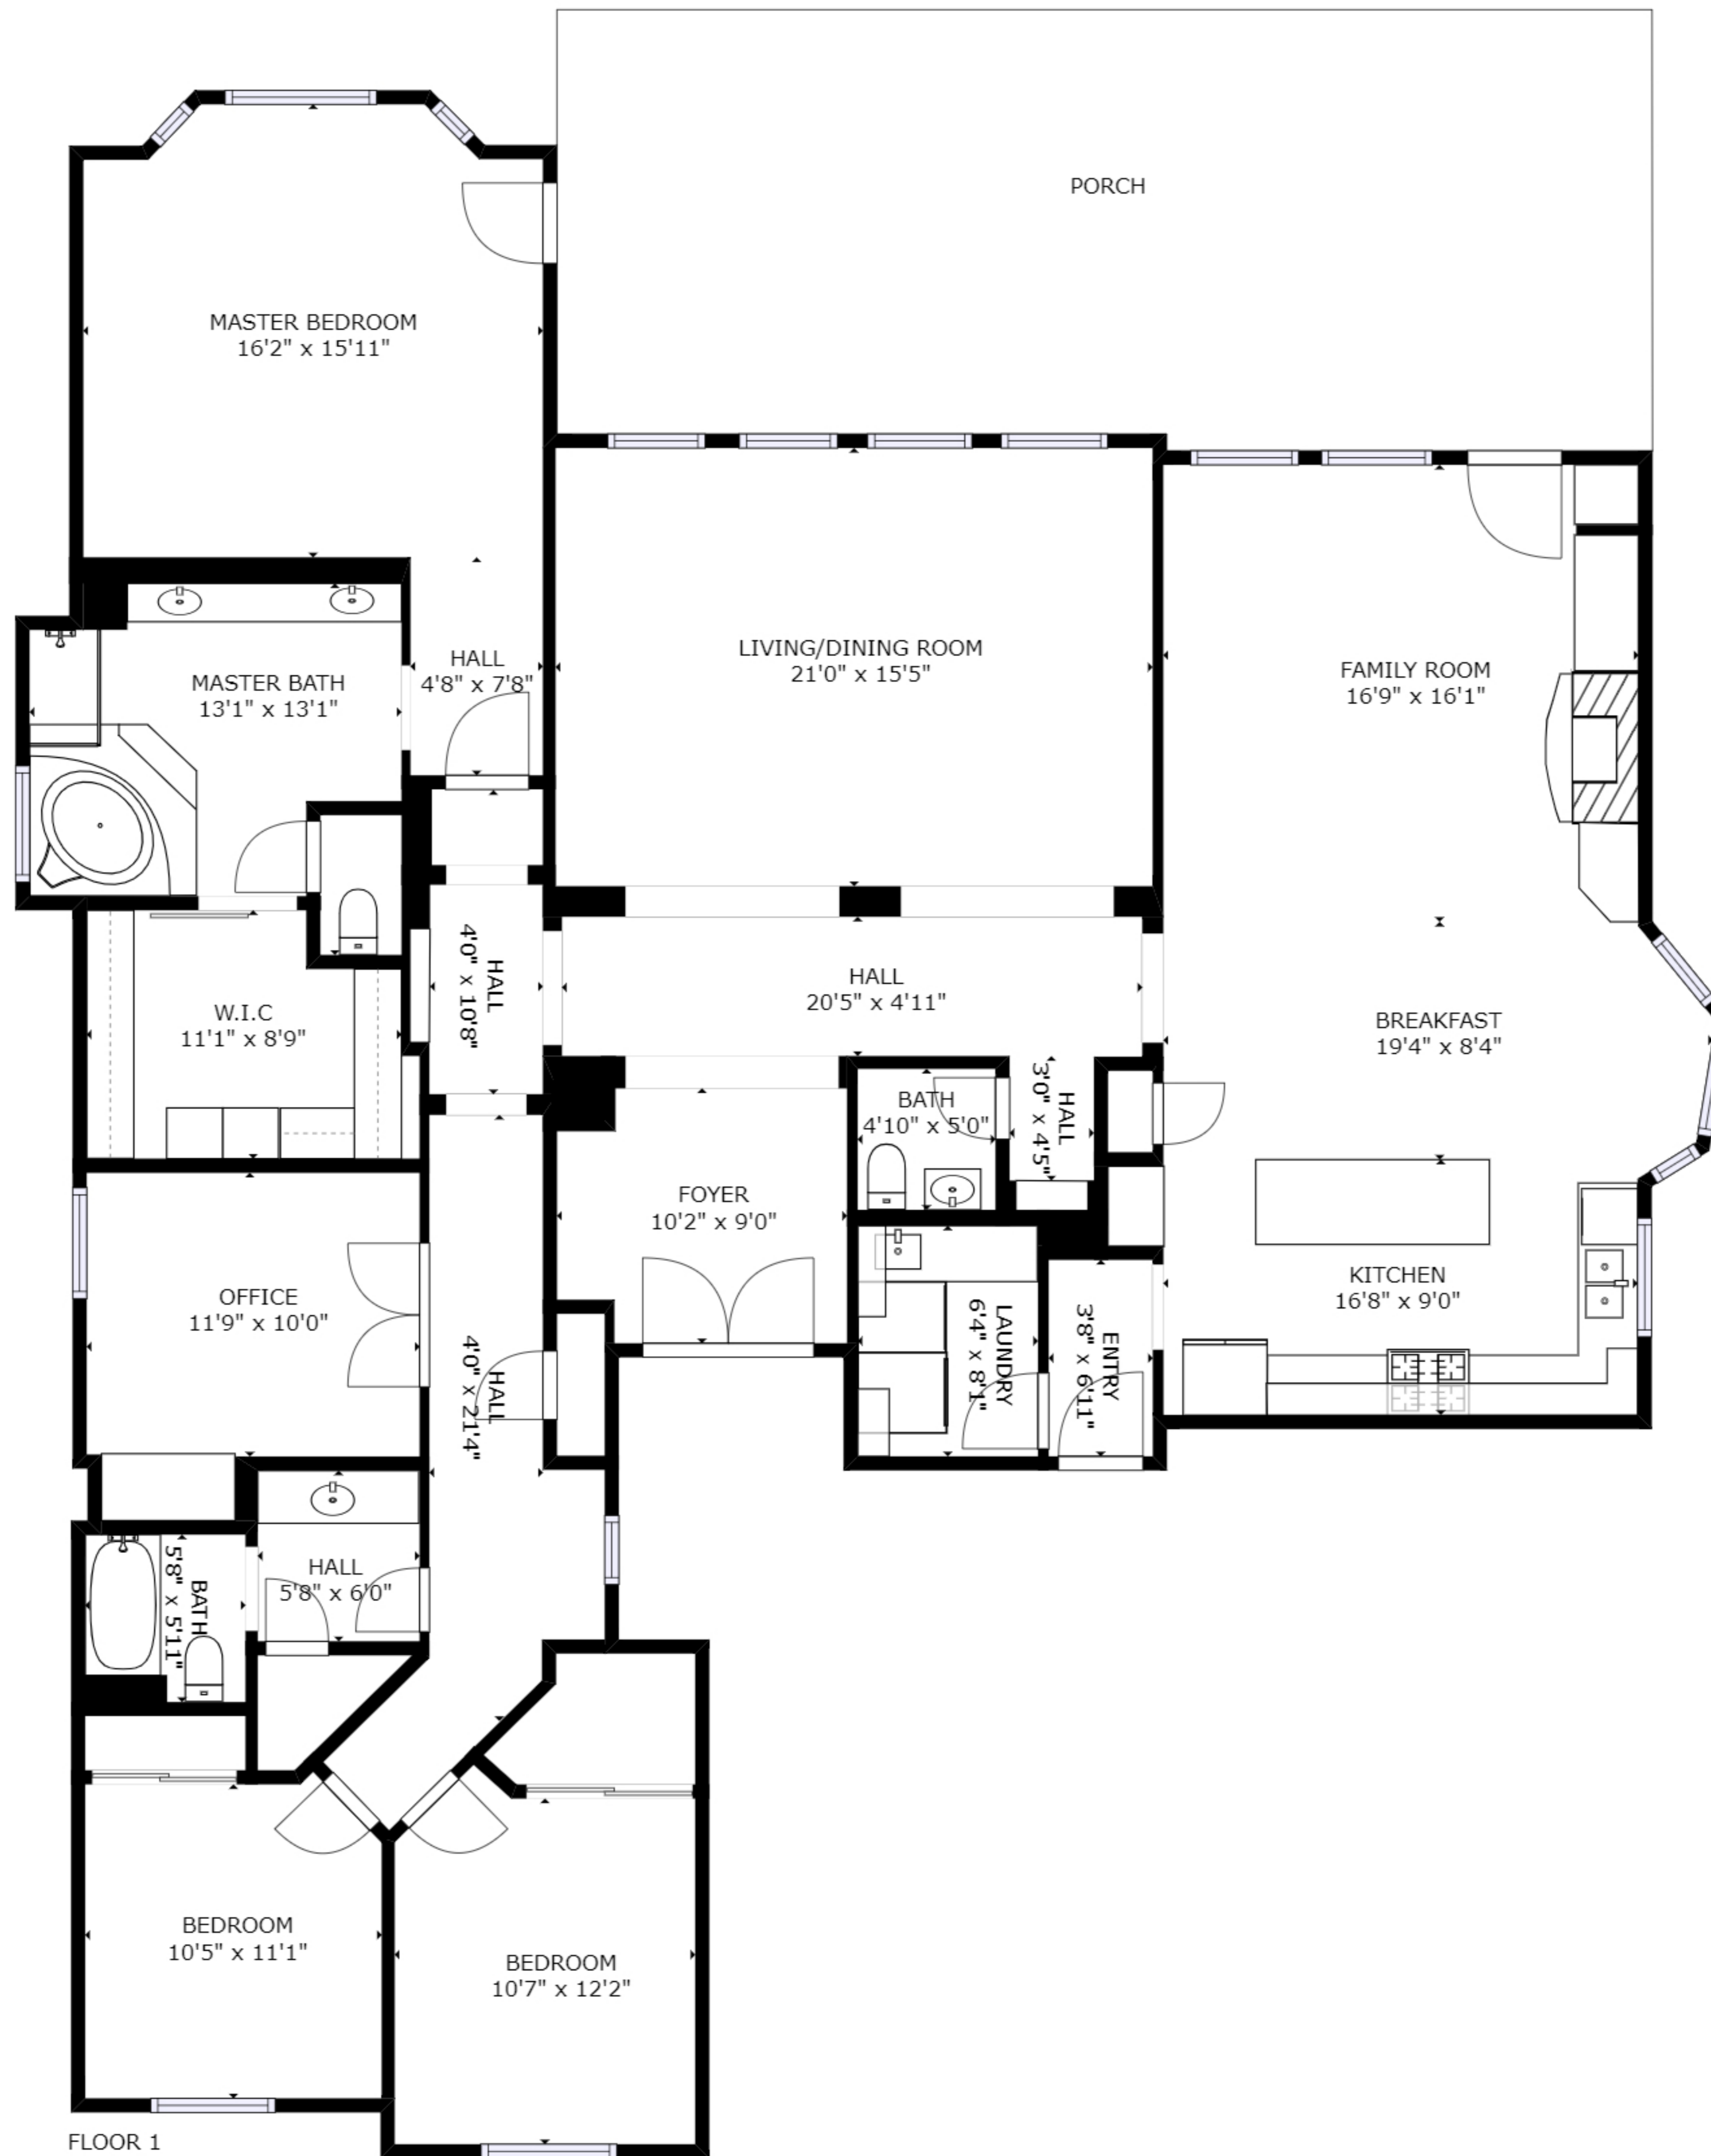 PORCH
MASTER BEDROOM
16'2" x 15'11"
HALL
4'8" x 7'8"
LIVING/DINING ROOM
21'0" x 15'5"
FAMILY ROOM
16'9" x 16'1"
MASTER BATH
13'1" x 13'1"
HALL
4'0" x 10'8"
HALL
20'5" x 4'11"
W.I.C
11'1" x 8'9"
BREAKFAST
19'4" x 8'4"
BATH
4'10" x 5'0"
HALL
3'0" x 4'5"
FOYER
10'2" x 9'0"
OFFICE
11'9" x 10'0"
KITCHEN
16'8" x 9'0"
LAUNDRY
6'4" x 8'1"
ENTRY
3'8" x 6'11"
HALL
4'0" x 21'4"
HALL
5'8" x 6'0"
BATH
5'8" x 5'11"
BEDROOM
10'5" x 11'1"
BEDROOM
10'7" x 12'2"
FLOOR 1